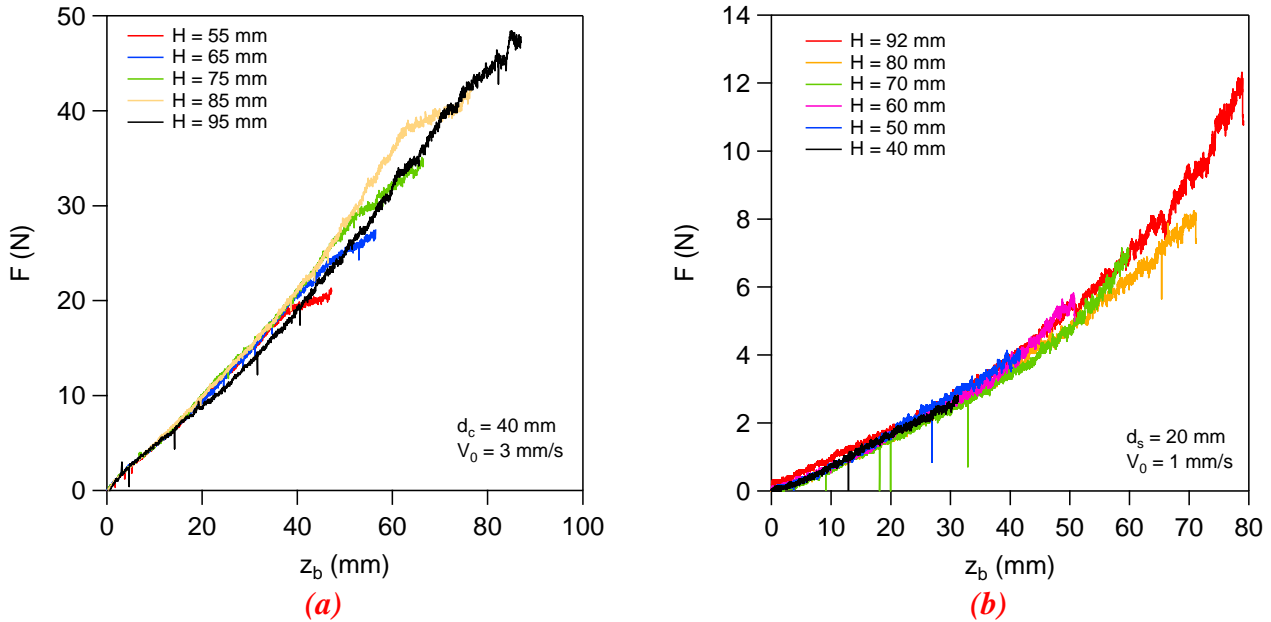 50
40
30
20
10
0
F (N)
H = 55 mm
H = 65 mm
H = 75 mm
H = 85 mm
H = 95 mm
d_c = 40 mm
V_0 = 3 mm/s
0 20 40 60 80 100
z_b (mm)
(a)
14
12
10
8
6
4
2
0
F (N)
H = 92 mm
H = 80 mm
H = 70 mm
H = 60 mm
H = 50 mm
H = 40 mm
d_s = 20 mm
V_0 = 1 mm/s
0 10 20 30 40 50 60 70 80
z_b (mm)
(b)